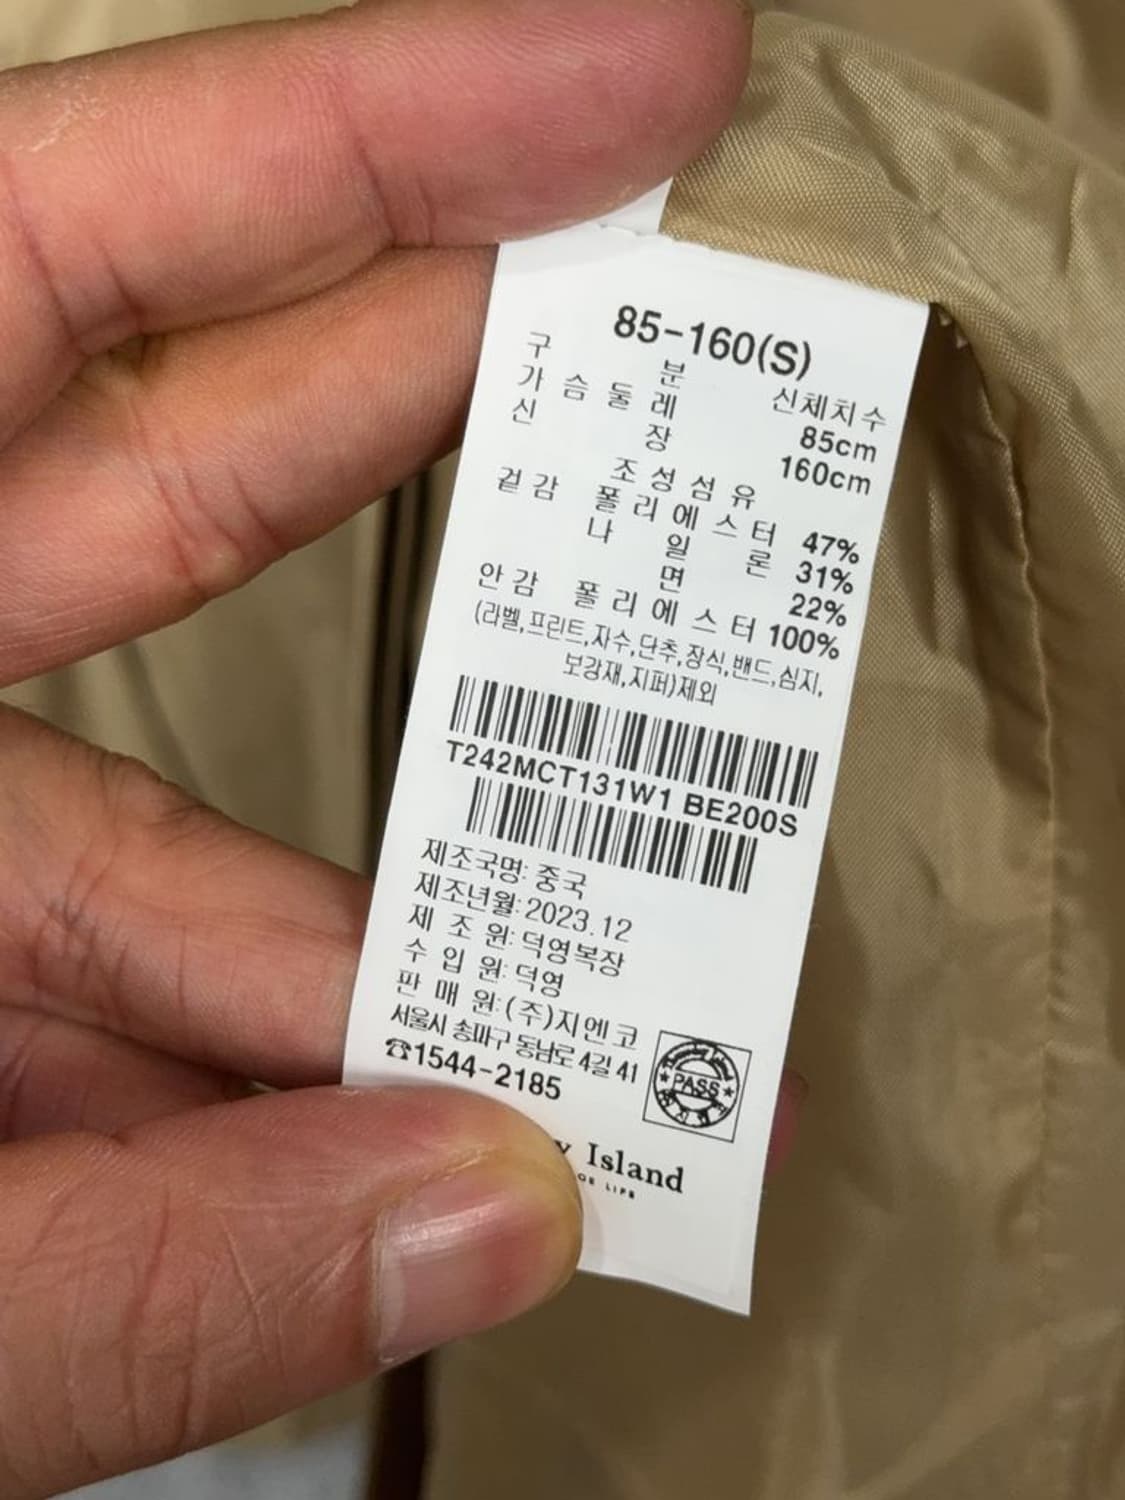 85-160(S)
구 분 신체치수
가 슴 둘 레 85cm
신 장 160cm
조 성 섬 유
겉감 폴 리 에 스 터 47%
나 일 론 31%
면 22%
안감 폴 리 에 스 터 100%
(라벨,프린트,자수,단추,장식,밴드,심지,
보강재,지퍼)제외
T242MCT131W1 BE200S
제조국명: 중국
제조년월: 2023.12
제 조 원: 덕영복장
수 입 원: 덕영
판 매 원: (주)지엔코
서울시 송파구 동남로 4길 41
☎1544-2185
PASS
Island